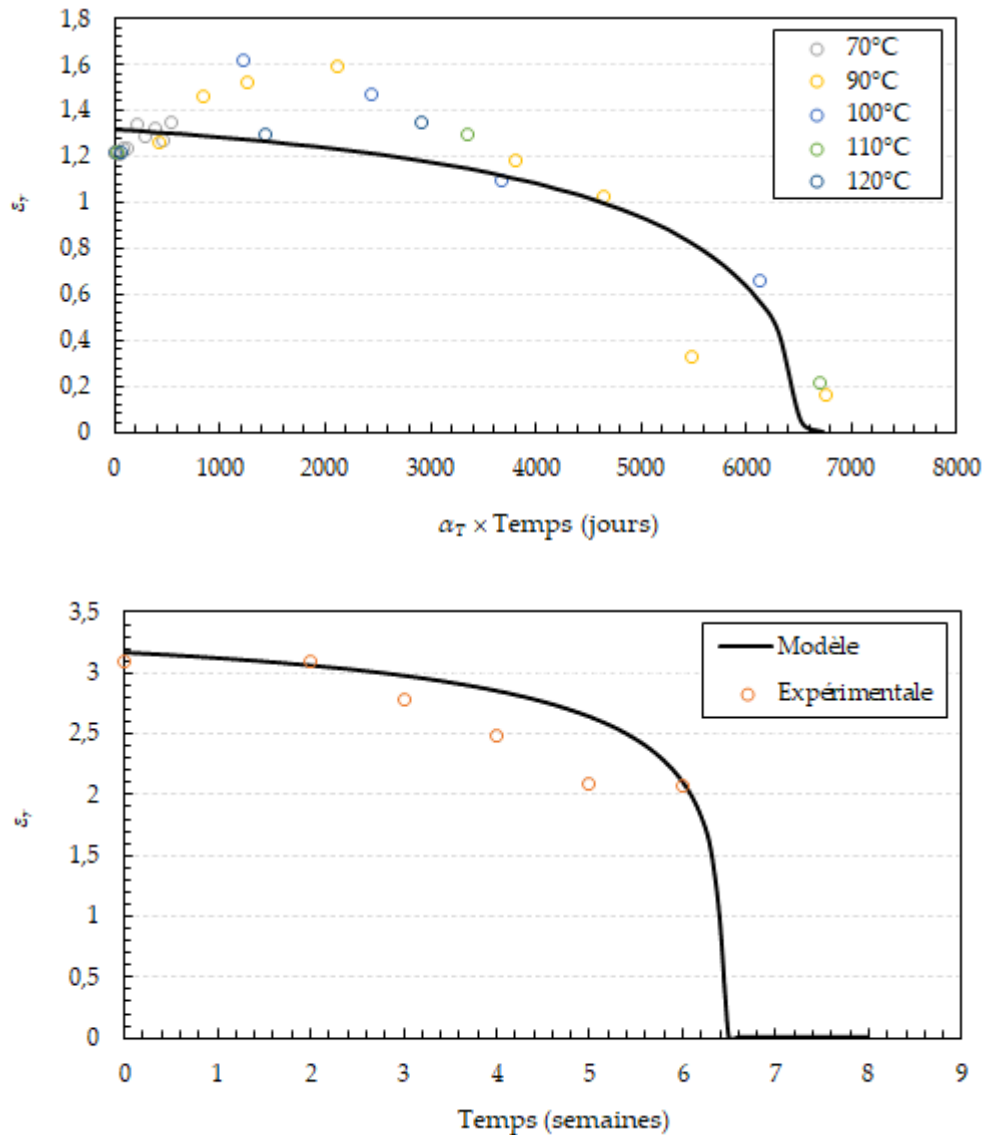 1,8
1,6
1,4
1,2
1
0,8
0,6
0,4
0,2
0
εᵣ
70°C
90°C
100°C
110°C
120°C
0 1000 2000 3000 4000 5000 6000 7000 8000
α_T × Temps (jours)
3,5
3
2,5
2
1,5
1
0,5
0
εᵣ
Modèle
Expérimentale
0 1 2 3 4 5 6 7 8 9
Temps (semaines)